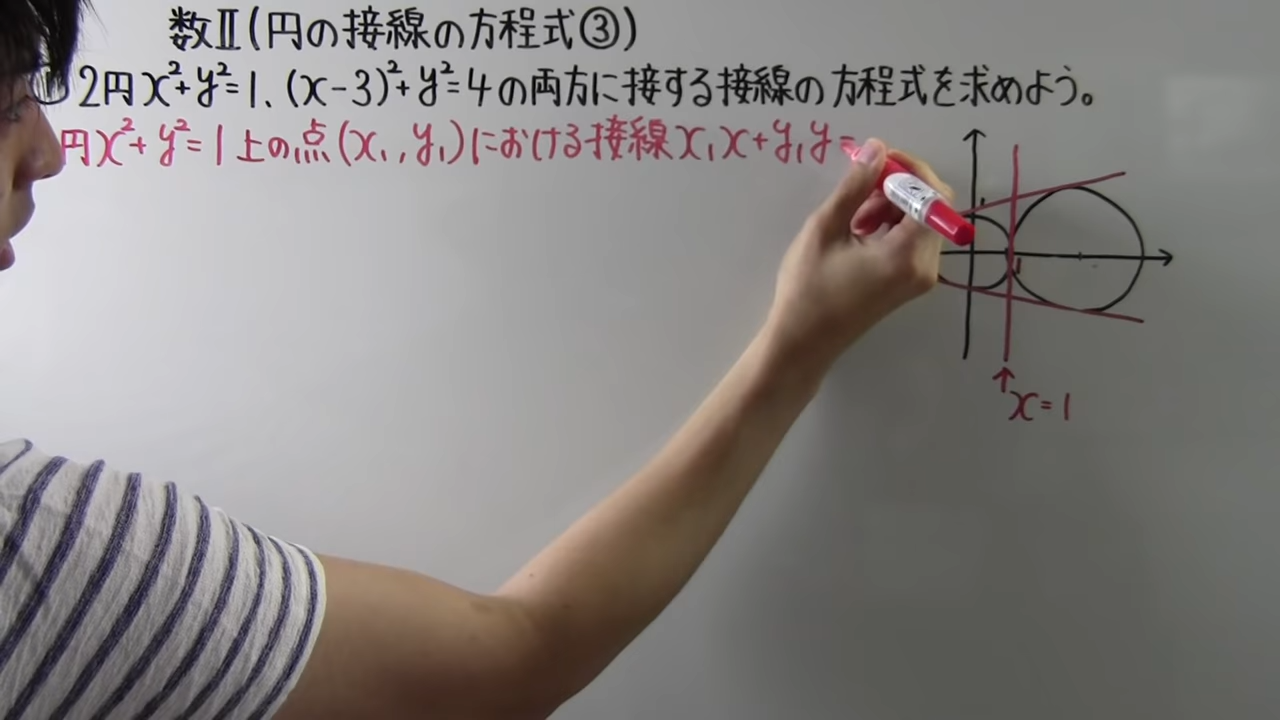 数Ⅱ(円の接線の方程式③)
2円x²+y²=1、(x-3)²+y²=4の両方に接する接線の方程式を求めよう。
円x²+y²=1上の点(x₁,y₁)における接線x₁x+y₁y=
1
1
x=1